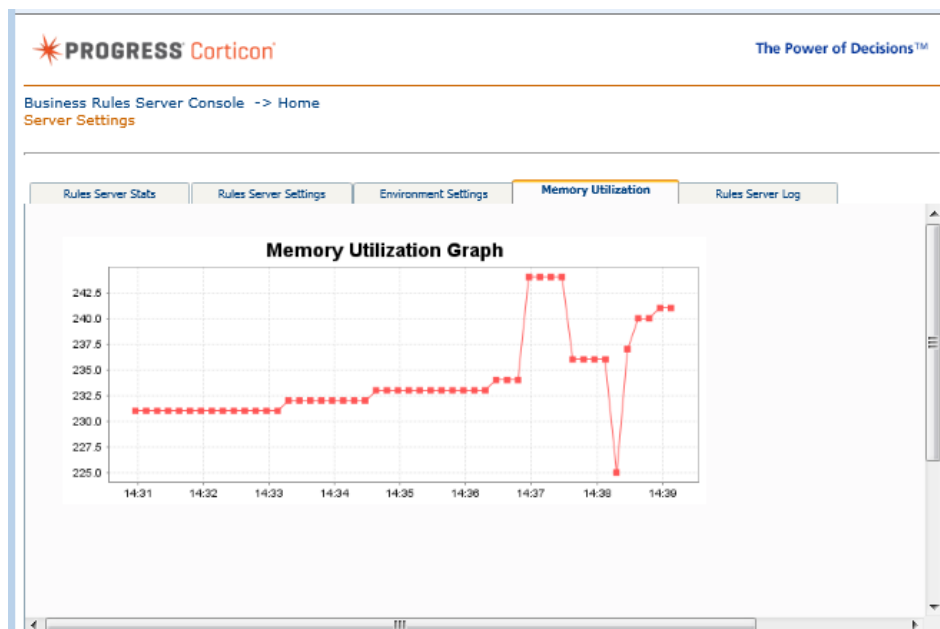 PROGRESS Corticon
The Power of Decisions™
Business Rules Server Console -> Home
Server Settings
Rules Server Stats
Rules Server Settings
Environment Settings
Memory Utilization
Rules Server Log
Memory Utilization Graph
242.5
240.0
237.5
235.0
232.5
230.0
227.5
225.0
14:31 14:32 14:33 14:34 14:35 14:36 14:37 14:38 14:39